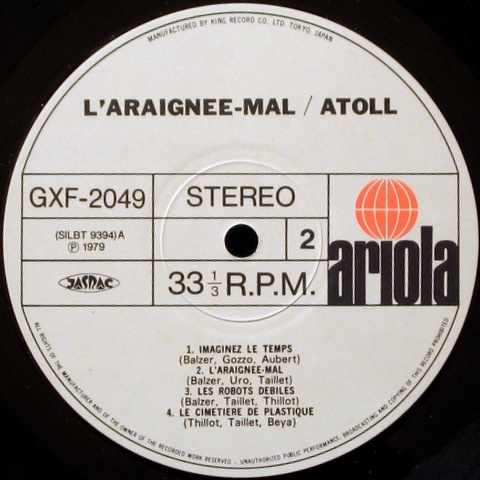 MANUFACTURED BY KING RECORD CO., LTD. TOKYO, JAPAN
L'ARAIGNEE-MAL / ATOLL
GXF-2049
STEREO
(SILBT 9394) A
Ⓟ 1979
2
ariola
JASRAC
33 1/3 R.P.M.
1. IMAGINEZ LE TEMPS
(Balzer, Gozzo, Aubert)
2. L'ARAIGNEE-MAL
(Balzer, Uro, Taillet)
3. LES ROBOTS DEBILES
(Balzer, Taillet, Thillot)
4. LE CIMETIERE DE PLASTIQUE
(Thillot, Taillet, Beya)
ALL RIGHTS OF THE MANUFACTURER AND OF THE OWNER OF THE RECORDED WORK RESERVED - UNAUTHORIZED PUBLIC PERFORMANCE, BROADCASTING AND COPYING OF THIS RECORD PROHIBITED